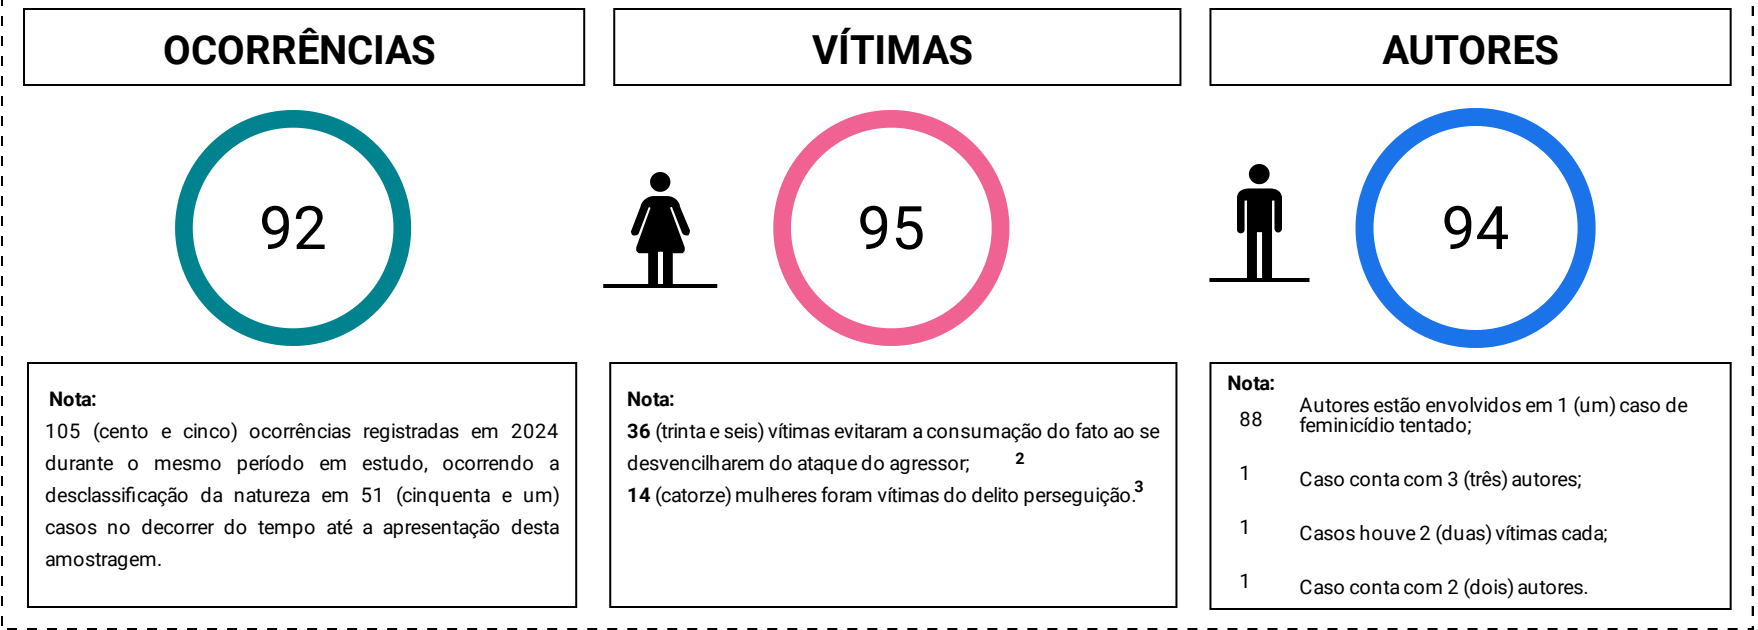 OCORRÊNCIAS
92
Nota:
105 (cento e cinco) ocorrências registradas em 2024
durante o mesmo período em estudo, ocorrendo a
desclassificação da natureza em 51 (cinquenta e um)
casos no decorrer do tempo até a apresentação desta
amostragem.
VÍTIMAS
95
Nota:
36 (trinta e seis) vítimas evitaram a consumação do fato ao se
desvencilharem do ataque do agressor; 2
14 (catorze) mulheres foram vítimas do delito perseguição.3
AUTORES
94
Nota:
88 Autores estão envolvidos em 1 (um) caso de
feminicídio tentado;
1 Caso conta com 3 (três) autores;
1 Casos houve 2 (duas) vítimas cada;
1 Caso conta com 2 (dois) autores.